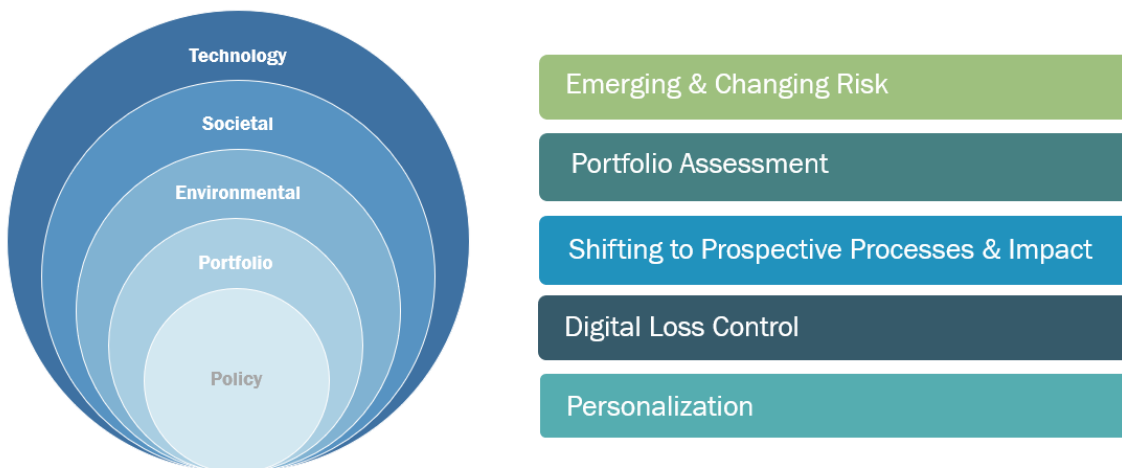 Technology
Societal
Environmental
Portfolio
Policy
Emerging & Changing Risk
Portfolio Assessment
Shifting to Prospective Processes & Impact
Digital Loss Control
Personalization